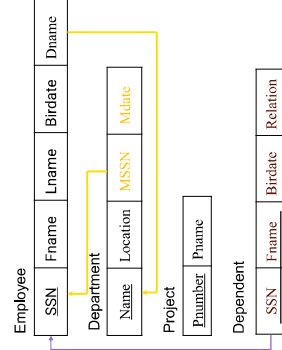 Employee
SSN Fname Lname Birdate Dname
Department
Name Location MSSN Mdate
Project
Pnumber Pname
Dependent
SSN Fname Birdate Relation